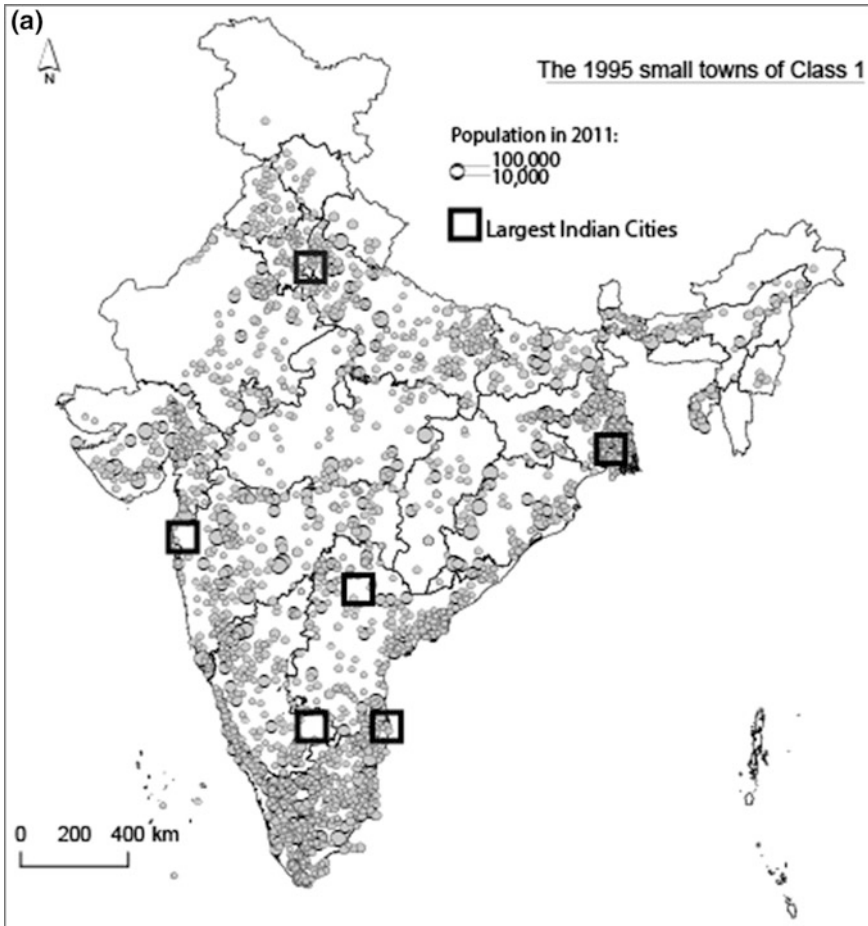 (a)
N
The 1995 small towns of Class 1
Population in 2011:
100,000
10,000
Largest Indian Cities
0 200 400 km